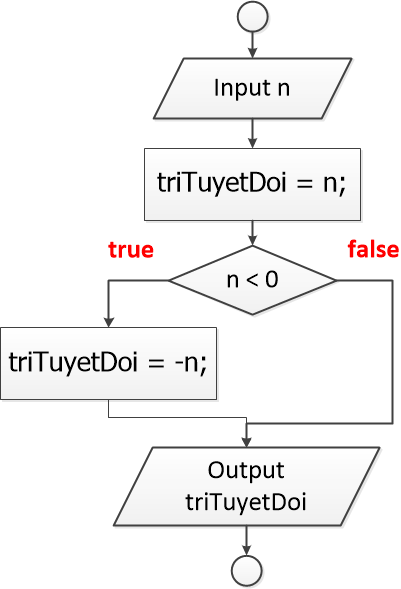 Input n
triTuyetDoi = n;
true
false
n < 0
triTuyetDoi = -n;
Output
triTuyetDoi